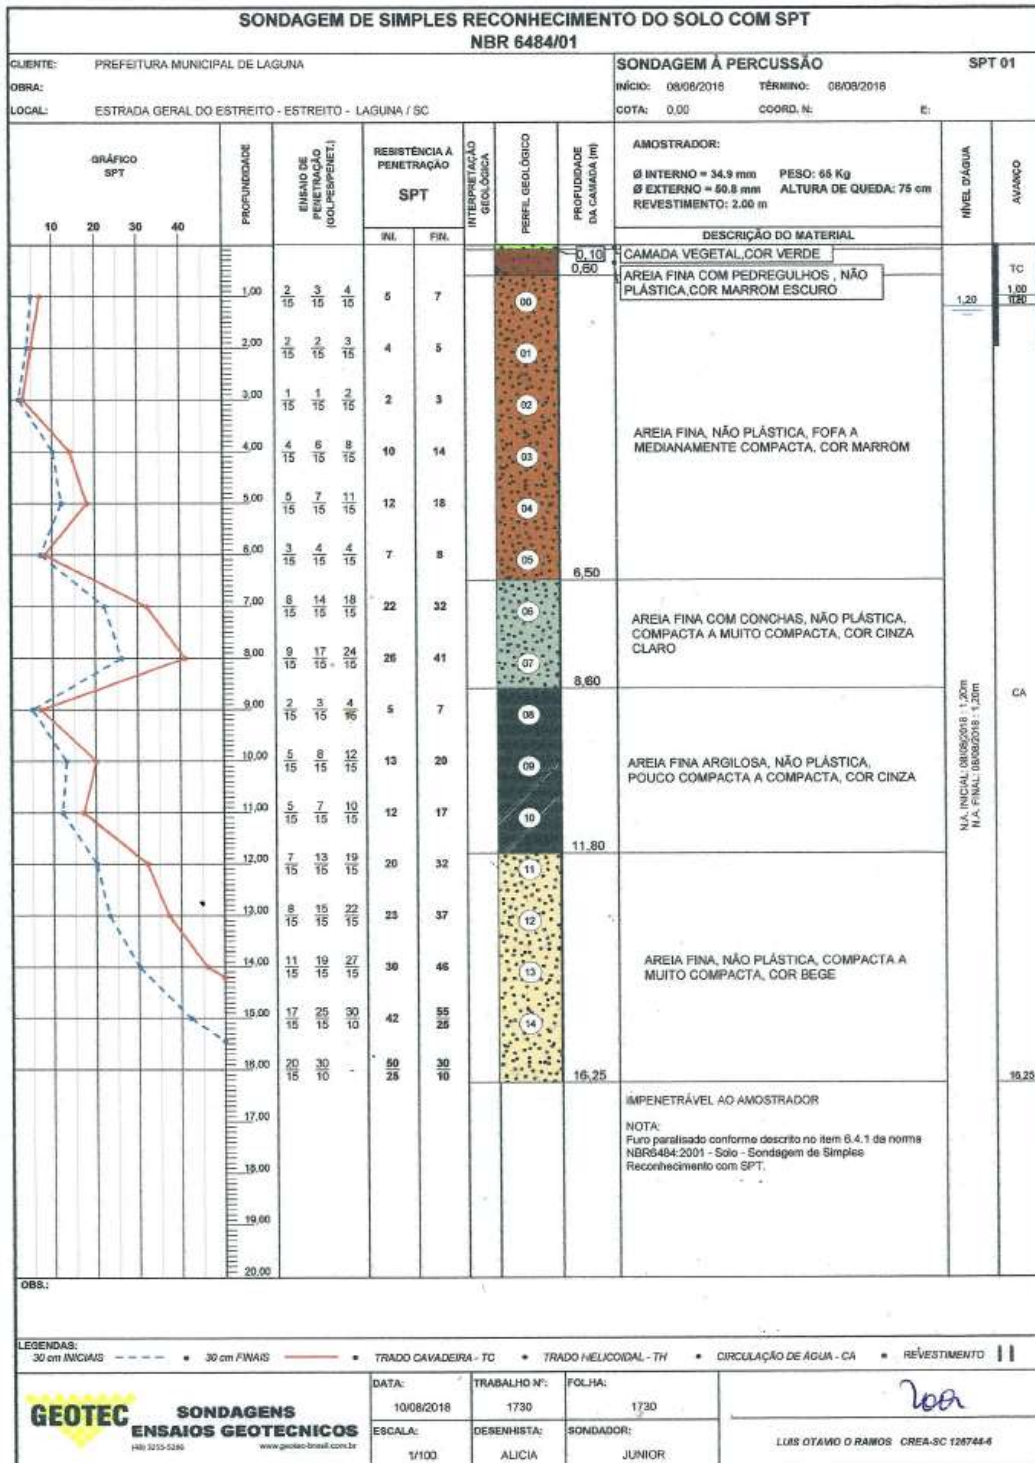 SONDAGEM DE SIMPLES RECONHECIMENTO DO SOLO COM SPT
NBR 6484/01
CLIENTE: PREFEITURA MUNICIPAL DE LAGUNA
OBRA:
LOCAL: ESTRADA GERAL DO ESTREITO - ESTREITO - LAGUNA / SC
SONDAGEM À PERCUSSÃO SPT 01
INÍCIO: 08/08/2018 TÉRMINO: 08/08/2018
COTA: 0,00 COORD. N: E:
GRÁFICO
SPT
10 20 30 40
PROFUNDIDADE
ENSAIO DE
PENETRAÇÃO
(GOLPES/PENET.)
RESISTÊNCIA À
PENETRAÇÃO
SPT
INI. FIN.
INTERPRETAÇÃO
GEOLÓGICA
PERFIL GEOLÓGICO
PROFUDIDADE
DA CAMADA (m)
AMOSTRADOR:
Ø INTERNO = 34.9 mm PESO: 65 Kg
Ø EXTERNO = 50.8 mm ALTURA DE QUEDA: 75 cm
REVESTIMENTO: 2.00 m
DESCRIÇÃO DO MATERIAL
NÍVEL D'ÁGUA
AVANÇO
0,10 CAMADA VEGETAL,COR VERDE
0,60 AREIA FINA COM PEDREGULHOS , NÃO
PLÁSTICA,COR MARROM ESCURO
TC
1,00
1,20
1,00 2/15 3/15 4/15 5 7 00
2,00 2/15 2/15 3/15 4 5 01
3,00 1/15 1/15 2/15 2 3 02
4,00 4/15 6/15 8/15 10 14 03
5,00 5/15 7/15 11/15 12 18 04
6,00 3/15 4/15 4/15 7 8 05
AREIA FINA, NÃO PLÁSTICA, FOFA A
MEDIANAMENTE COMPACTA, COR MARROM
6,50
7,00 8/15 14/15 18/15 22 32 06
8,00 9/15 17/15 24/15 26 41 07
AREIA FINA COM CONCHAS, NÃO PLÁSTICA,
COMPACTA A MUITO COMPACTA, COR CINZA
CLARO
8,60
CA
9,00 2/15 3/15 4/15 5 7 08
10,00 5/15 8/15 12/15 13 20 09
11,00 5/15 7/15 10/15 12 17 10
AREIA FINA ARGILOSA, NÃO PLÁSTICA,
POUCO COMPACTA A COMPACTA, COR CINZA
N.A. INICIAL: 08/08/2018 : 1,20m
N.A. FINAL: 08/08/2018 : 1,20m
11,80
12,00 7/15 13/15 19/15 20 32 11
13,00 8/15 15/15 22/15 23 37 12
14,00 11/15 19/15 27/15 30 46 13
15,00 17/15 25/15 30/10 42 55/25 14
16,00 20/15 30/10 - 50/25 30/10
AREIA FINA, NÃO PLÁSTICA, COMPACTA A
MUITO COMPACTA, COR BEGE
16,25 16,25
IMPENETRÁVEL AO AMOSTRADOR
NOTA:
Furo paralisado conforme descrito no item 6.4.1 da norma
NBR6484:2001 - Solo - Sondagem de Simples
Reconhecimento com SPT.
17,00
18,00
19,00
20,00
OBS.:
LEGENDAS:
30 cm INICIAIS 30 cm FINAIS TRADO CAVADEIRA - TC TRADO HELICOIDAL - TH CIRCULAÇÃO DE ÁGUA - CA REVESTIMENTO
GEOTEC SONDAGENS
ENSAIOS GEOTECNICOS
(48) 3255-5286 www.geotec-brasil.com.br
DATA: 10/08/2018
TRABALHO Nº: 1730
FOLHA: 1730
ESCALA: 1/100
DESENHISTA: ALICIA
SONDADOR: JUNIOR
LUIS OTAVIO O RAMOS CREA-SC 126744-6